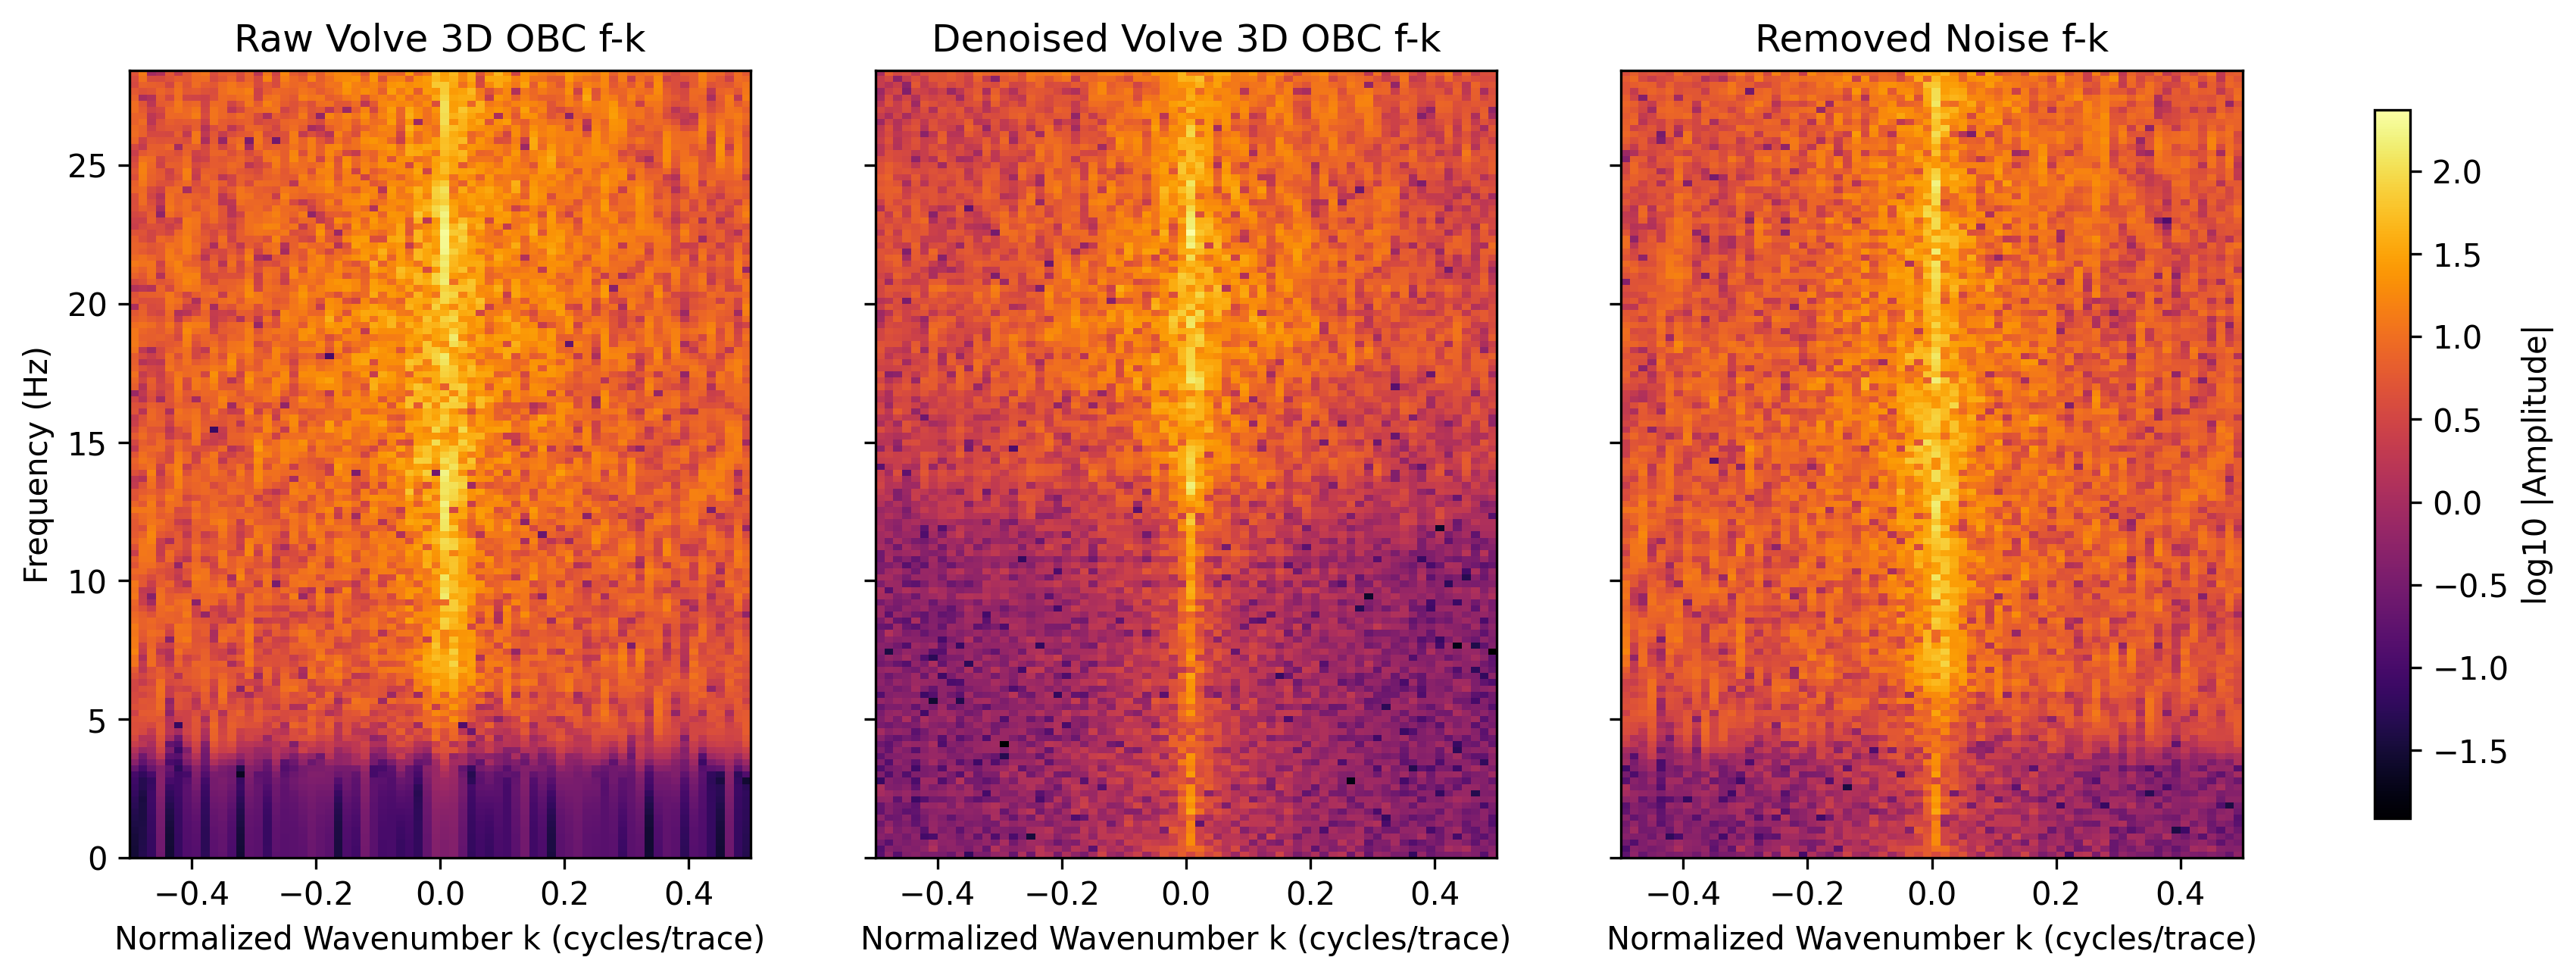 Raw Volve 3D OBC f-k
Denoised Volve 3D OBC f-k
Removed Noise f-k
Frequency (Hz)
25
20
15
10
5
0
−0.4 −0.2 0.0 0.2 0.4
−0.4 −0.2 0.0 0.2 0.4
−0.4 −0.2 0.0 0.2 0.4
Normalized Wavenumber k (cycles/trace)
Normalized Wavenumber k (cycles/trace)
Normalized Wavenumber k (cycles/trace)
2.0
1.5
1.0
0.5
0.0
−0.5
−1.0
−1.5
log10 |Amplitude|